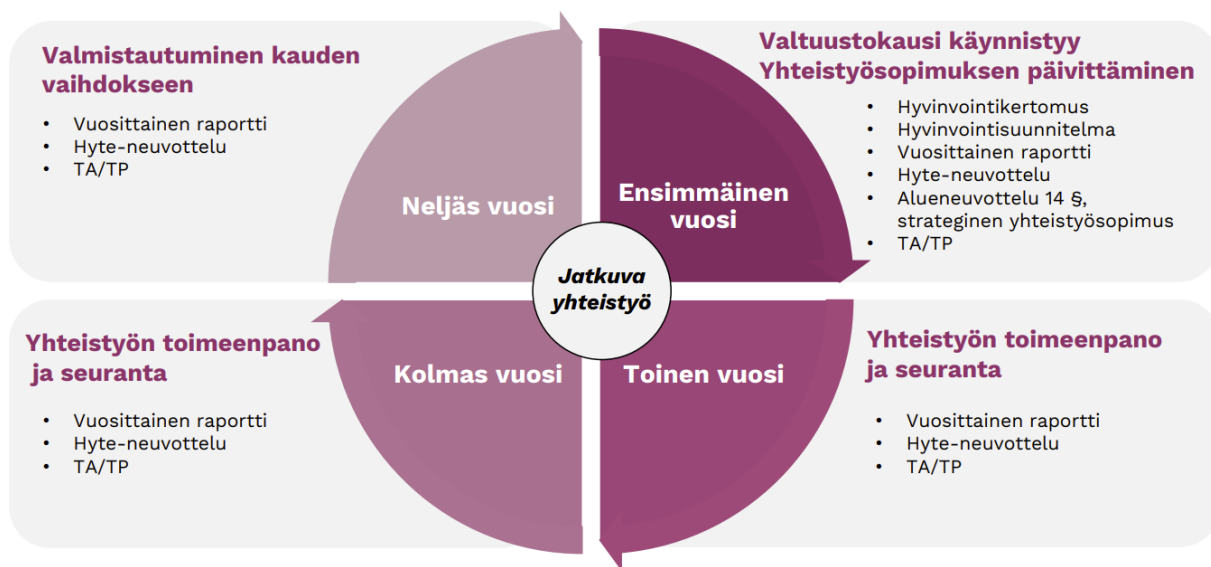 Valmistautuminen kauden
vaihdokseen
• Vuosittainen raportti
• Hyte-neuvottelu
• TA/TP
Valtuustokausi käynnistyy
Yhteistyösopimuksen päivittäminen
• Hyvinvointikertomus
• Hyvinvointisuunnitelma
• Vuosittainen raportti
• Hyte-neuvottelu
• Alueneuvottelu 14 §,
strateginen yhteistyösopimus
• TA/TP
Neljäs vuosi
Ensimmäinen
vuosi
Jatkuva
yhteistyö
Kolmas vuosi
Toinen vuosi
Yhteistyön toimeenpano
ja seuranta
• Vuosittainen raportti
• Hyte-neuvottelu
• TA/TP
Yhteistyön toimeenpano
ja seuranta
• Vuosittainen raportti
• Hyte-neuvottelu
• TA/TP